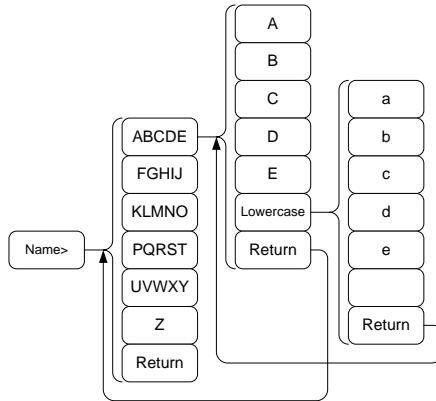 Name>
ABCDE
FGHIJ
KLMNO
PQRST
UVWXY
Z
Return
A
B
C
D
E
Lowercase
Return
a
b
c
d
e
Return